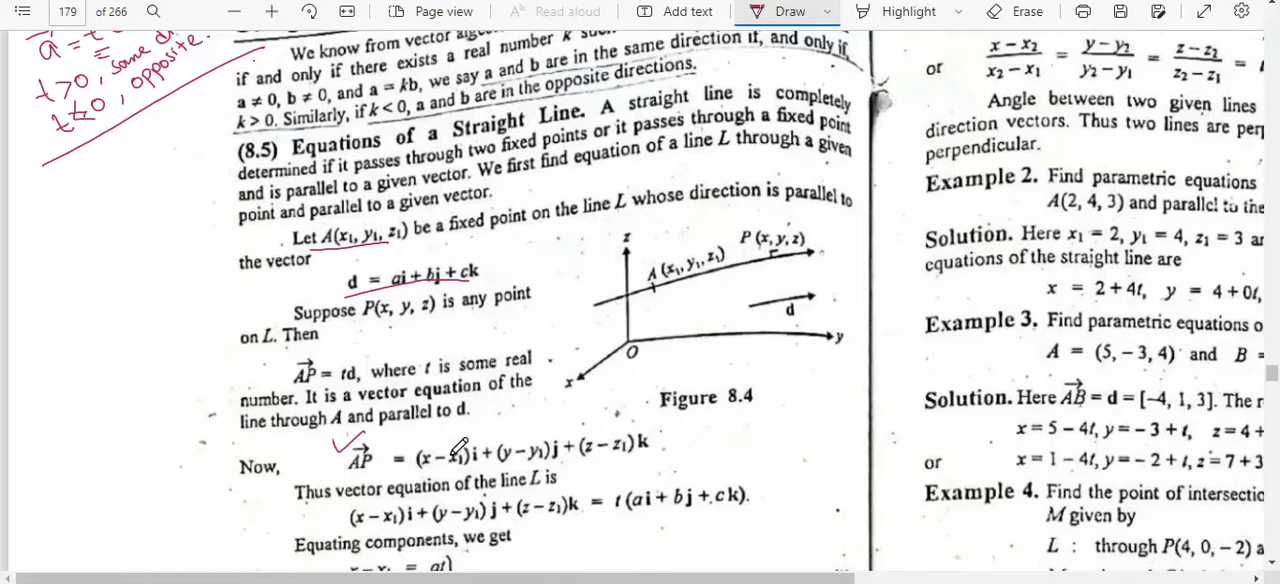 179 of 266 Page view Read aloud Add text Draw Highlight Erase
t>0, same
opposite.
We know from vector
if and only if there exists a real number k
a ≠ 0, b ≠ 0, and a = kb, we say a and b are in the same direction if, and only if,
k > 0. Similarly, if k < 0, a and b are in the opposite directions.
(8.5) Equations of a Straight Line. A straight line is completely
determined if it passes through two fixed points or it passes through a fixed point
and is parallel to a given vector. We first find equation of a line L through a given
point and parallel to a given vector.
Let A(x₁, y₁, z₁) be a fixed point on the line L whose direction is parallel to
the vector
d = ai + bj + ck
Suppose P(x, y, z) is any point
on L. Then
AP→ = td, where t is some real
number. It is a vector equation of the
line through A and parallel to d.
z
P (x, y, z)
A (x₁, y₁, z₁)
d
y
O
x
Figure 8.4
Now, AP→ = (x – x₁)i + (y – y₁)j + (z – z₁)k
Thus vector equation of the line L is
(x – x₁)i + (y – y₁)j + (z – z₁)k = t (ai + bj + ck).
Equating components, we get
x – x₁ = at)
or (x – x₂)/(x₂ – x₁) = (y – y₂)/(y₂ – y₁) = (z – z₂)/(z₂ – z₁) =
Angle between two given lines
direction vectors. Thus two lines are
perpendicular.
Example 2. Find parametric equations
A(2, 4, 3) and parallel to the
Solution. Here x₁ = 2, y₁ = 4, z₁ = 3
equations of the straight line are
x = 2 + 4t, y = 4 + 0t,
Example 3. Find parametric equations
A = (5, –3, 4) and B =
Solution. Here AB→ = d = [–4, 1, 3]. The
x = 5 – 4t, y = –3 + t, z = 4 +
or x = 1 – 4t, y = –2 + t, z = 7 + 3
Example 4. Find the point of
M given by
L : through P(4, 0, –2)